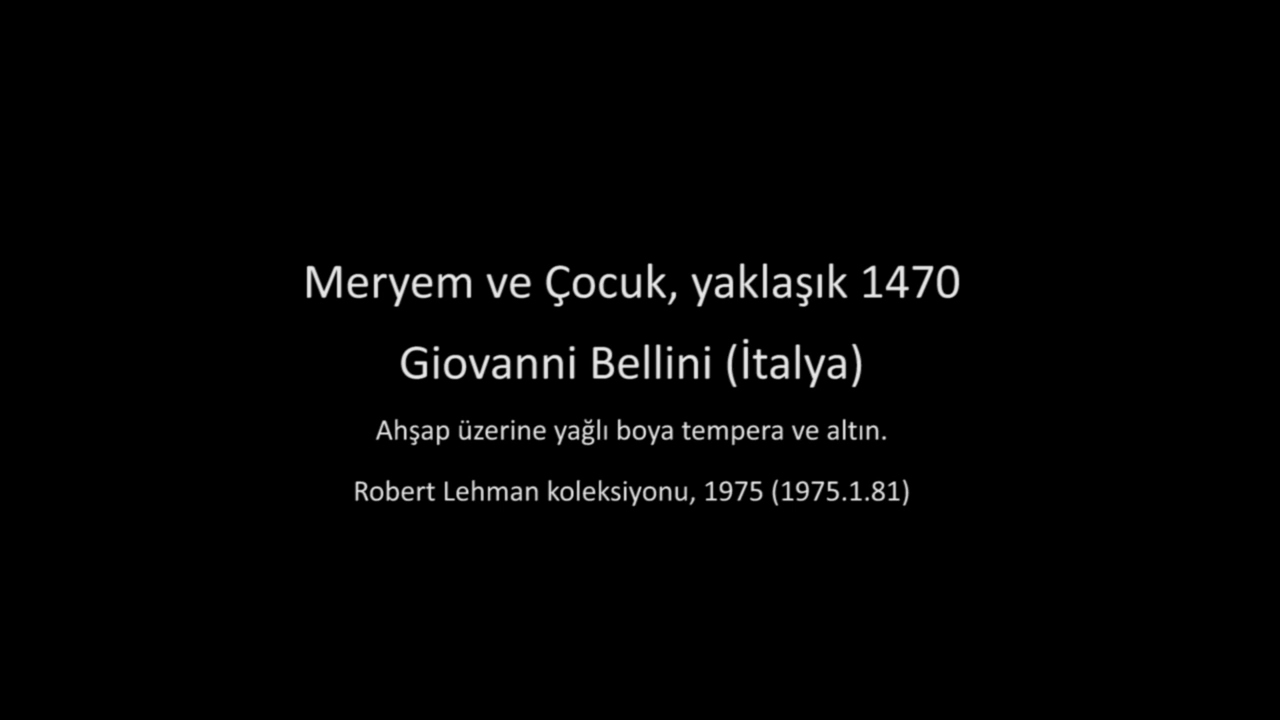 Meryem ve Çocuk, yaklaşık 1470
Giovanni Bellini (İtalya)
Ahşap üzerine yağlı boya tempera ve altın.
Robert Lehman koleksiyonu, 1975 (1975.1.81)